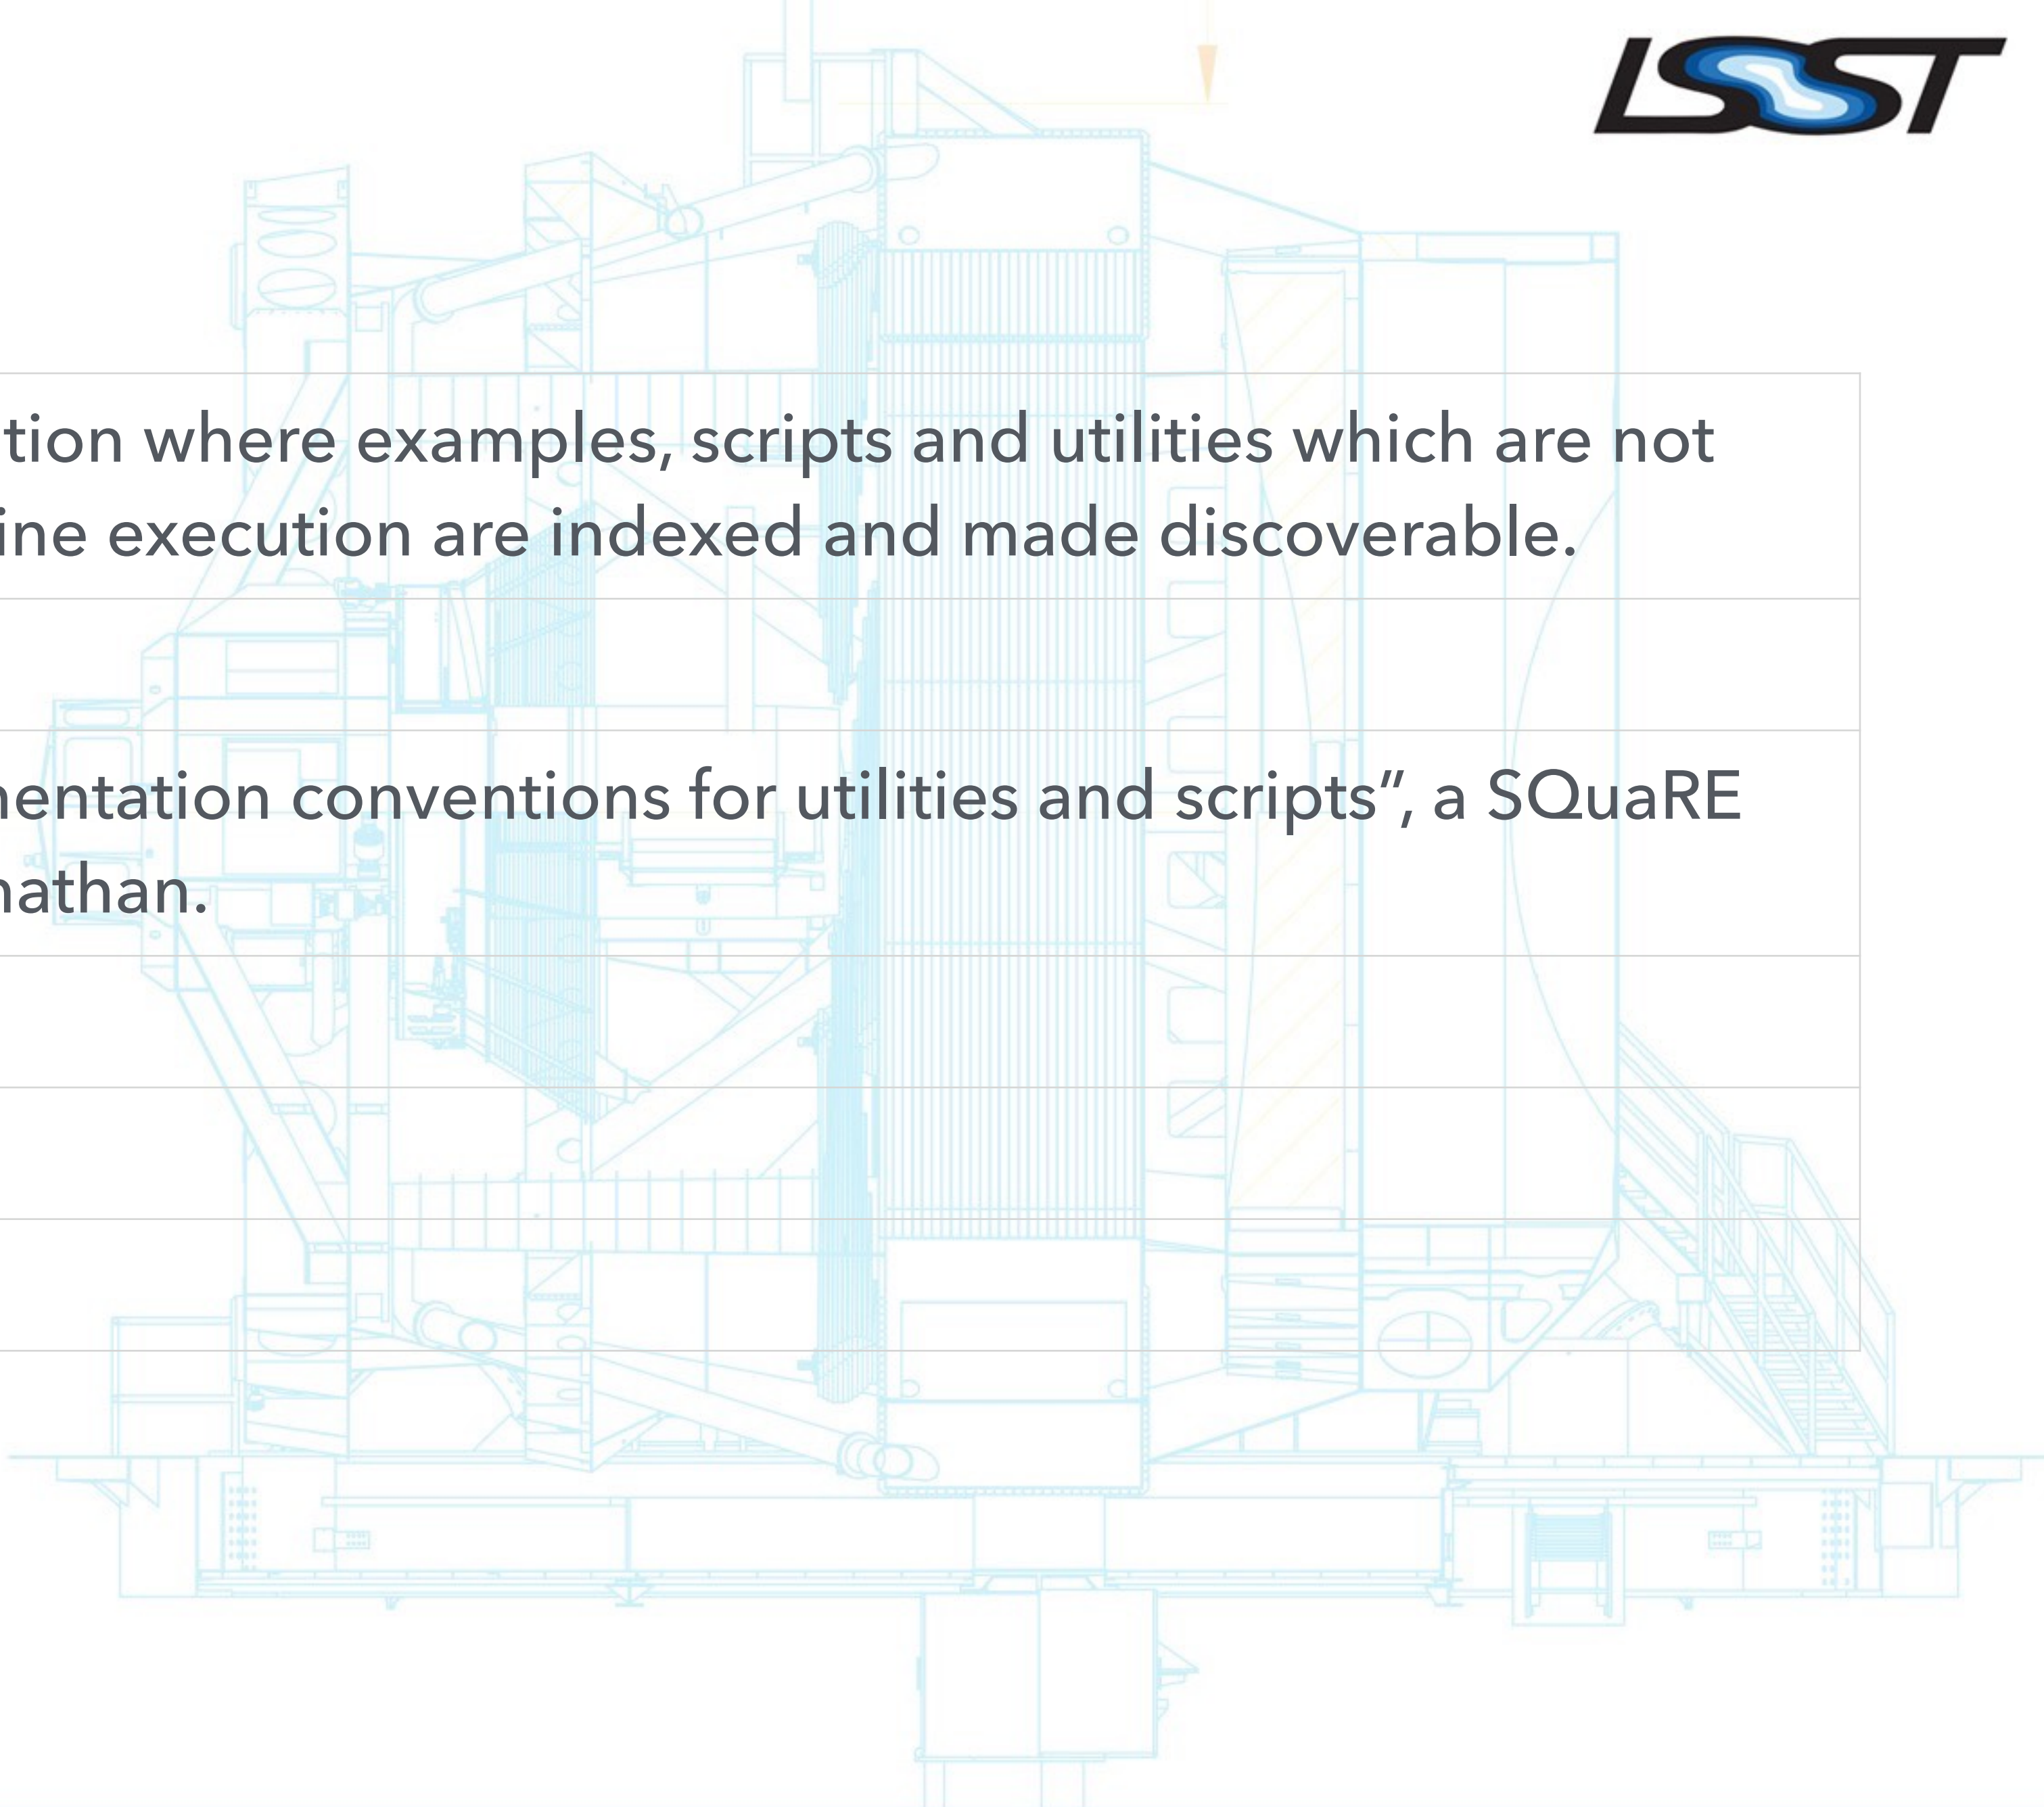 LSST
tion where examples, scripts and utilities which are not
ine execution are indexed and made discoverable.
entation conventions for utilities and scripts”, a SQuaRE
nathan.